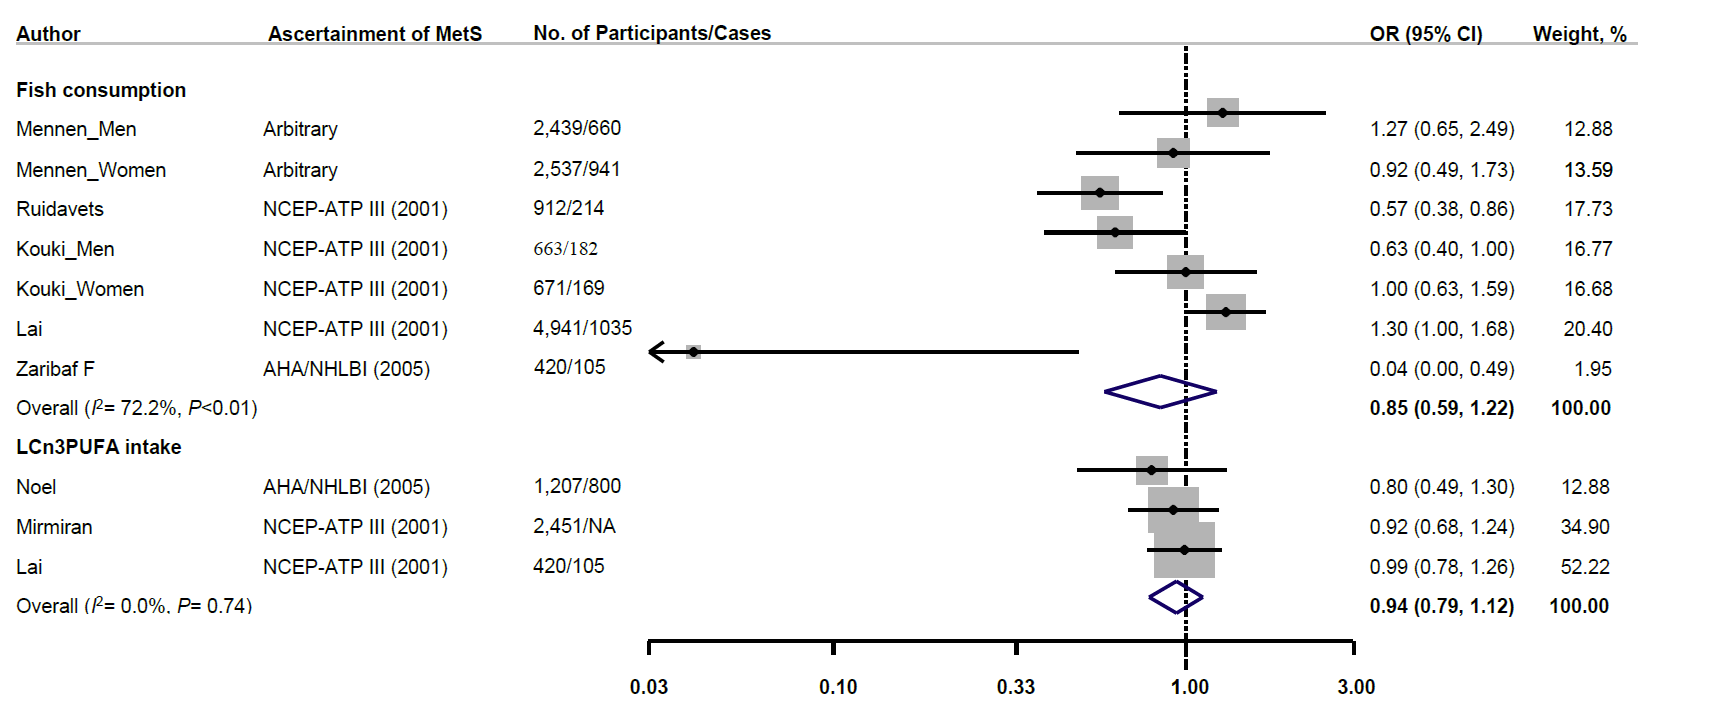 Author Ascertainment of MetS No. of Participants/Cases OR (95% CI) Weight, %
Fish consumption
Mennen_Men Arbitrary 2,439/660 1.27 (0.65, 2.49) 12.88
Mennen_Women Arbitrary 2,537/941 0.92 (0.49, 1.73) 13.59
Ruidavets NCEP-ATP III (2001) 912/214 0.57 (0.38, 0.86) 17.73
Kouki_Men NCEP-ATP III (2001) 663/182 0.63 (0.40, 1.00) 16.77
Kouki_Women NCEP-ATP III (2001) 671/169 1.00 (0.63, 1.59) 16.68
Lai NCEP-ATP III (2001) 4,941/1035 1.30 (1.00, 1.68) 20.40
Zaribaf F AHA/NHLBI (2005) 420/105 0.04 (0.00, 0.49) 1.95
Overall (I²= 72.2%, P<0.01) 0.85 (0.59, 1.22) 100.00
LCn3PUFA intake
Noel AHA/NHLBI (2005) 1,207/800 0.80 (0.49, 1.30) 12.88
Mirmiran NCEP-ATP III (2001) 2,451/NA 0.92 (0.68, 1.24) 34.90
Lai NCEP-ATP III (2001) 420/105 0.99 (0.78, 1.26) 52.22
Overall (I²= 0.0%, P= 0.74) 0.94 (0.79, 1.12) 100.00
0.03 0.10 0.33 1.00 3.00